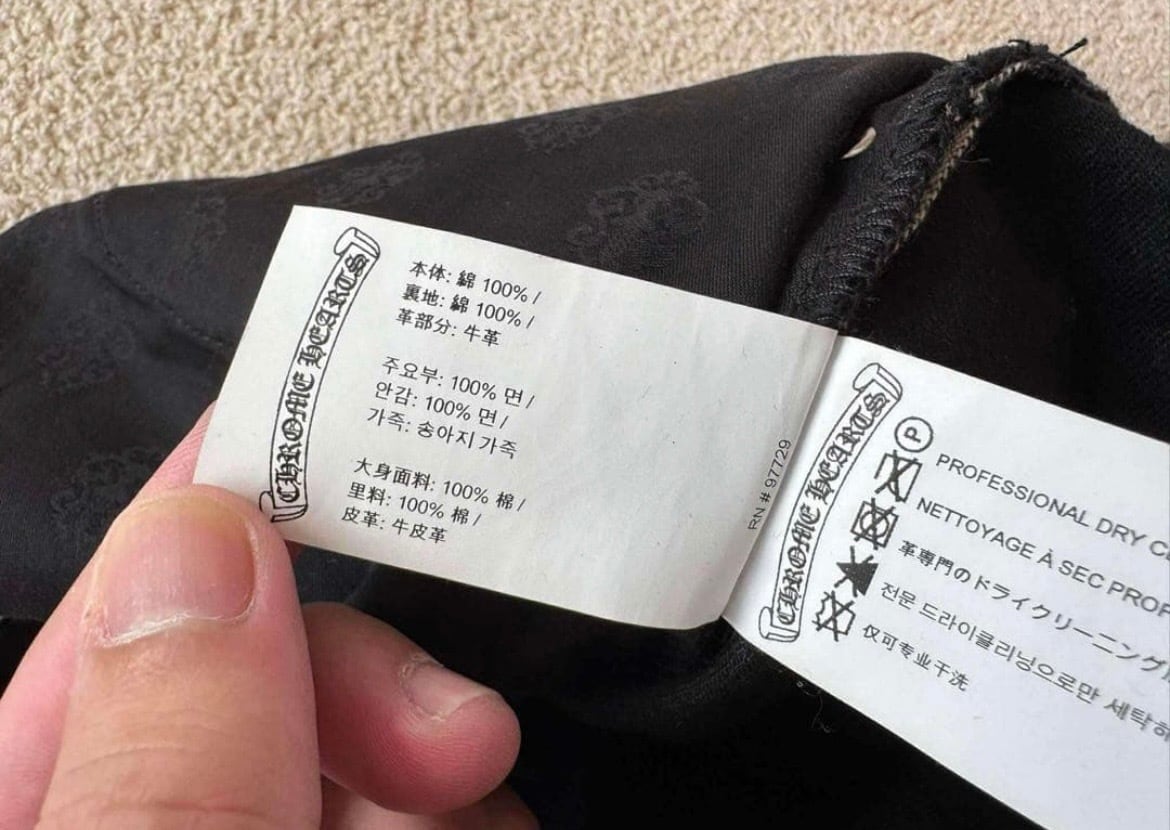 CHROME HEARTS
本体: 綿 100% /
裏地: 綿 100% /
革部分: 牛革
주요부: 100% 면 /
안감: 100% 면 /
가죽: 송아지 가죽
大身面料: 100% 棉 /
里料: 100% 棉 /
皮革: 牛皮革
RN # 97729
CHROME HEARTS
P
PROFESSIONAL DRY C
NETTOYAGE À SEC PROF
革専門のドライクリーニング
전문 드라이클리닝으로만 세탁하
仅可专业干洗